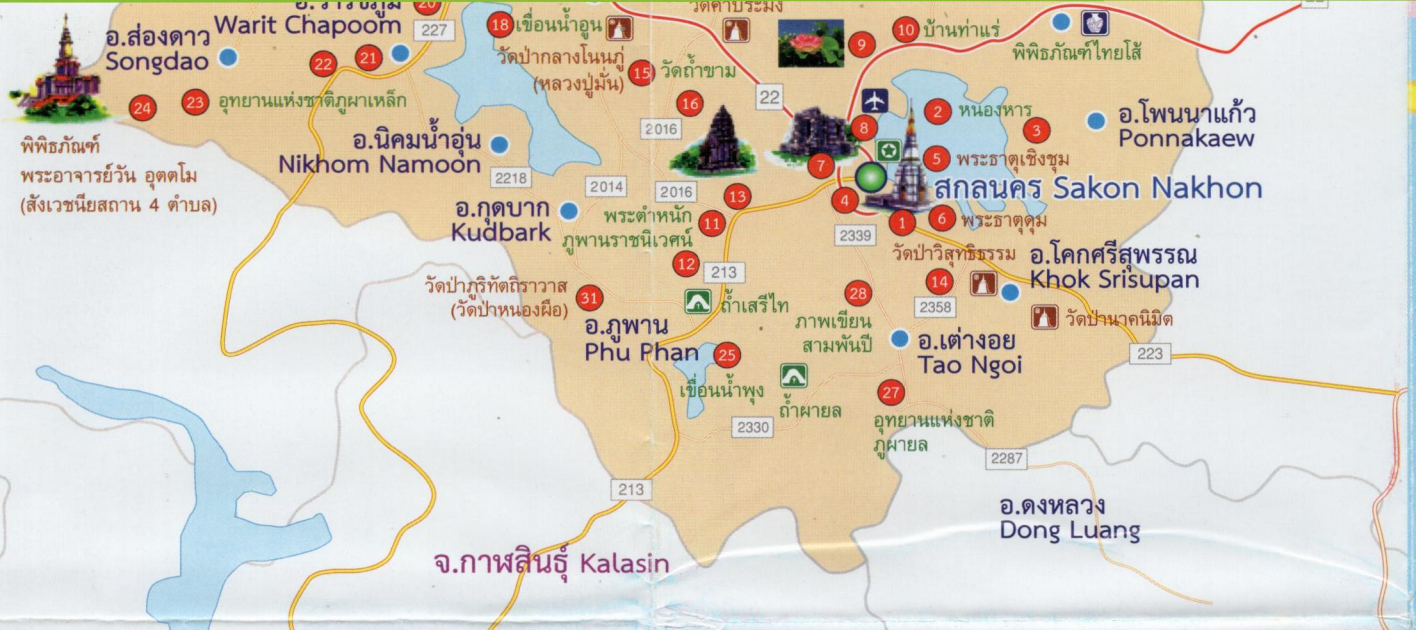 อ.วาริชภูมิ
Warit Chapoom
20
227
อ.ส่องดาว
Songdao
22
21
24
23
อุทยานแห่งชาติภูผาเหล็ก
พิพิธภัณฑ์
พระอาจารย์วัน อุตตโม
(สังเวชนียสถาน 4 ตำบล)
18
เขื่อนน้ำอูน
วัดป่ากลางโนนภู่
(หลวงปู่มั่น)
15
วัดถ้ำขาม
16
วัดคำประมง
9
10
บ้านท่าแร่
พิพิธภัณฑ์ไทยโส้
22
22
2016
อ.นิคมน้ำอูน
Nikhom Namoon
2218
2014
2016
8
2
หนองหาร
3
อ.โพนนาแก้ว
Ponnakaew
7
5
พระธาตุเชิงชุม
สกลนคร Sakon Nakhon
4
1
6
พระธาตุดุม
2339
13
อ.กุดบาก
Kudbark
พระตำหนัก
ภูพานราชนิเวศน์
11
12
213
วัดป่าวิสุทธิธรรม
14
อ.โคกศรีสุพรรณ
Khok Srisupan
2358
วัดป่านาคนิมิต
วัดป่าภูริทัตถิราวาส
(วัดป่าหนองผือ)
31
ถ้ำเสรีไท
28
ภาพเขียน
สามพันปี
อ.ภูพาน
Phu Phan
25
เขื่อนน้ำพุง
ถ้ำผายล
อ.เต่างอย
Tao Ngoi
223
27
อุทยานแห่งชาติ
ภูผายล
2330
2287
213
อ.ดงหลวง
Dong Luang
จ.กาฬสินธุ์ Kalasin